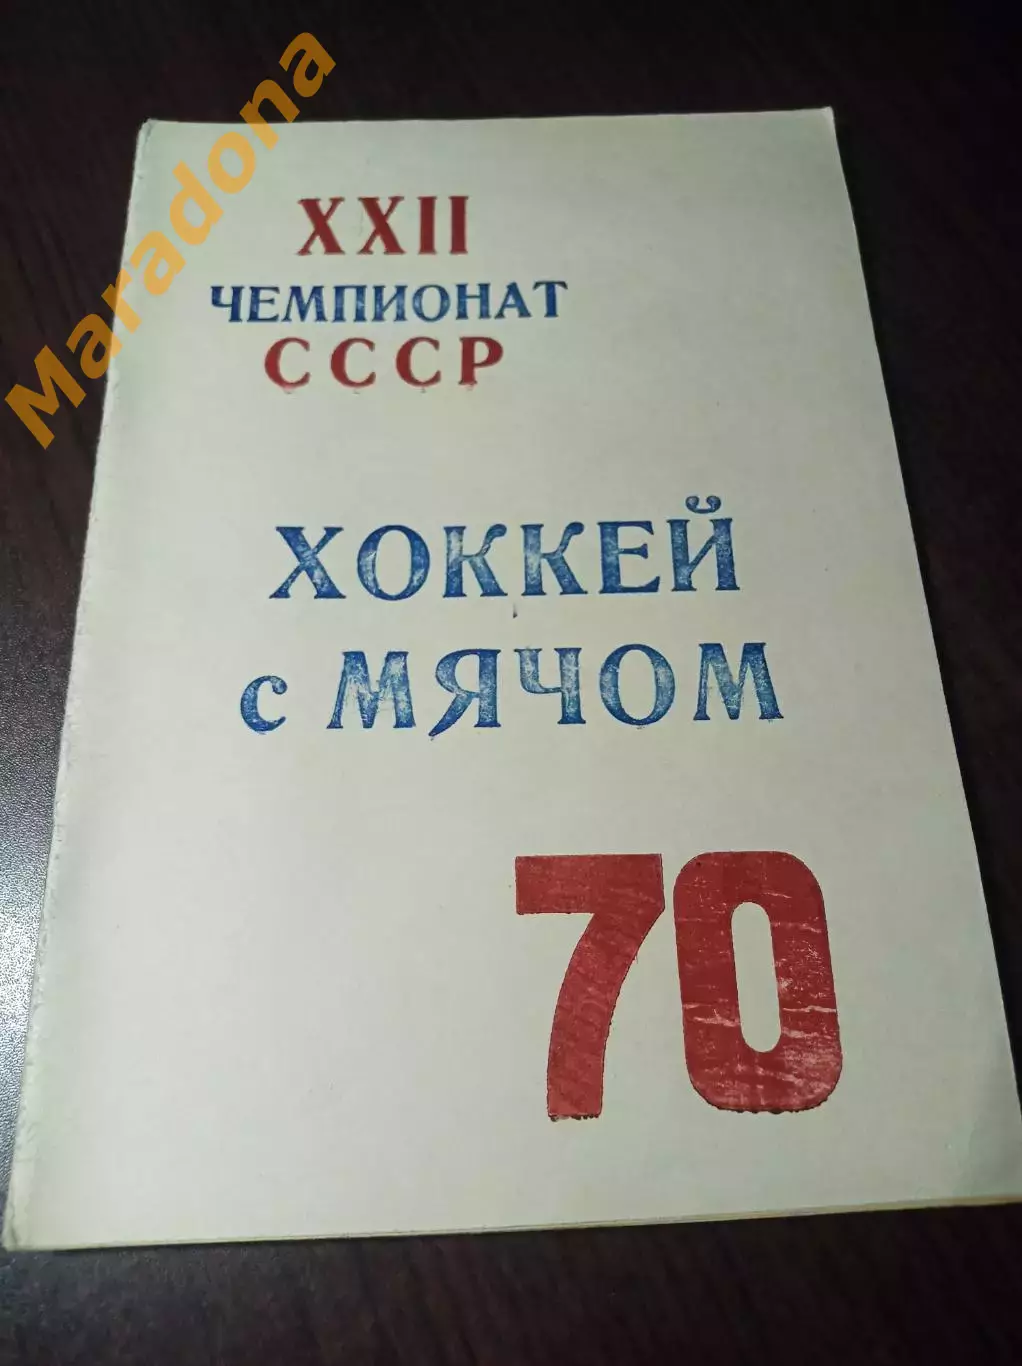 Maradona
XXII
ЧЕМПИОНАТ
СССР
ХОККЕЙ
с МЯЧОМ
70